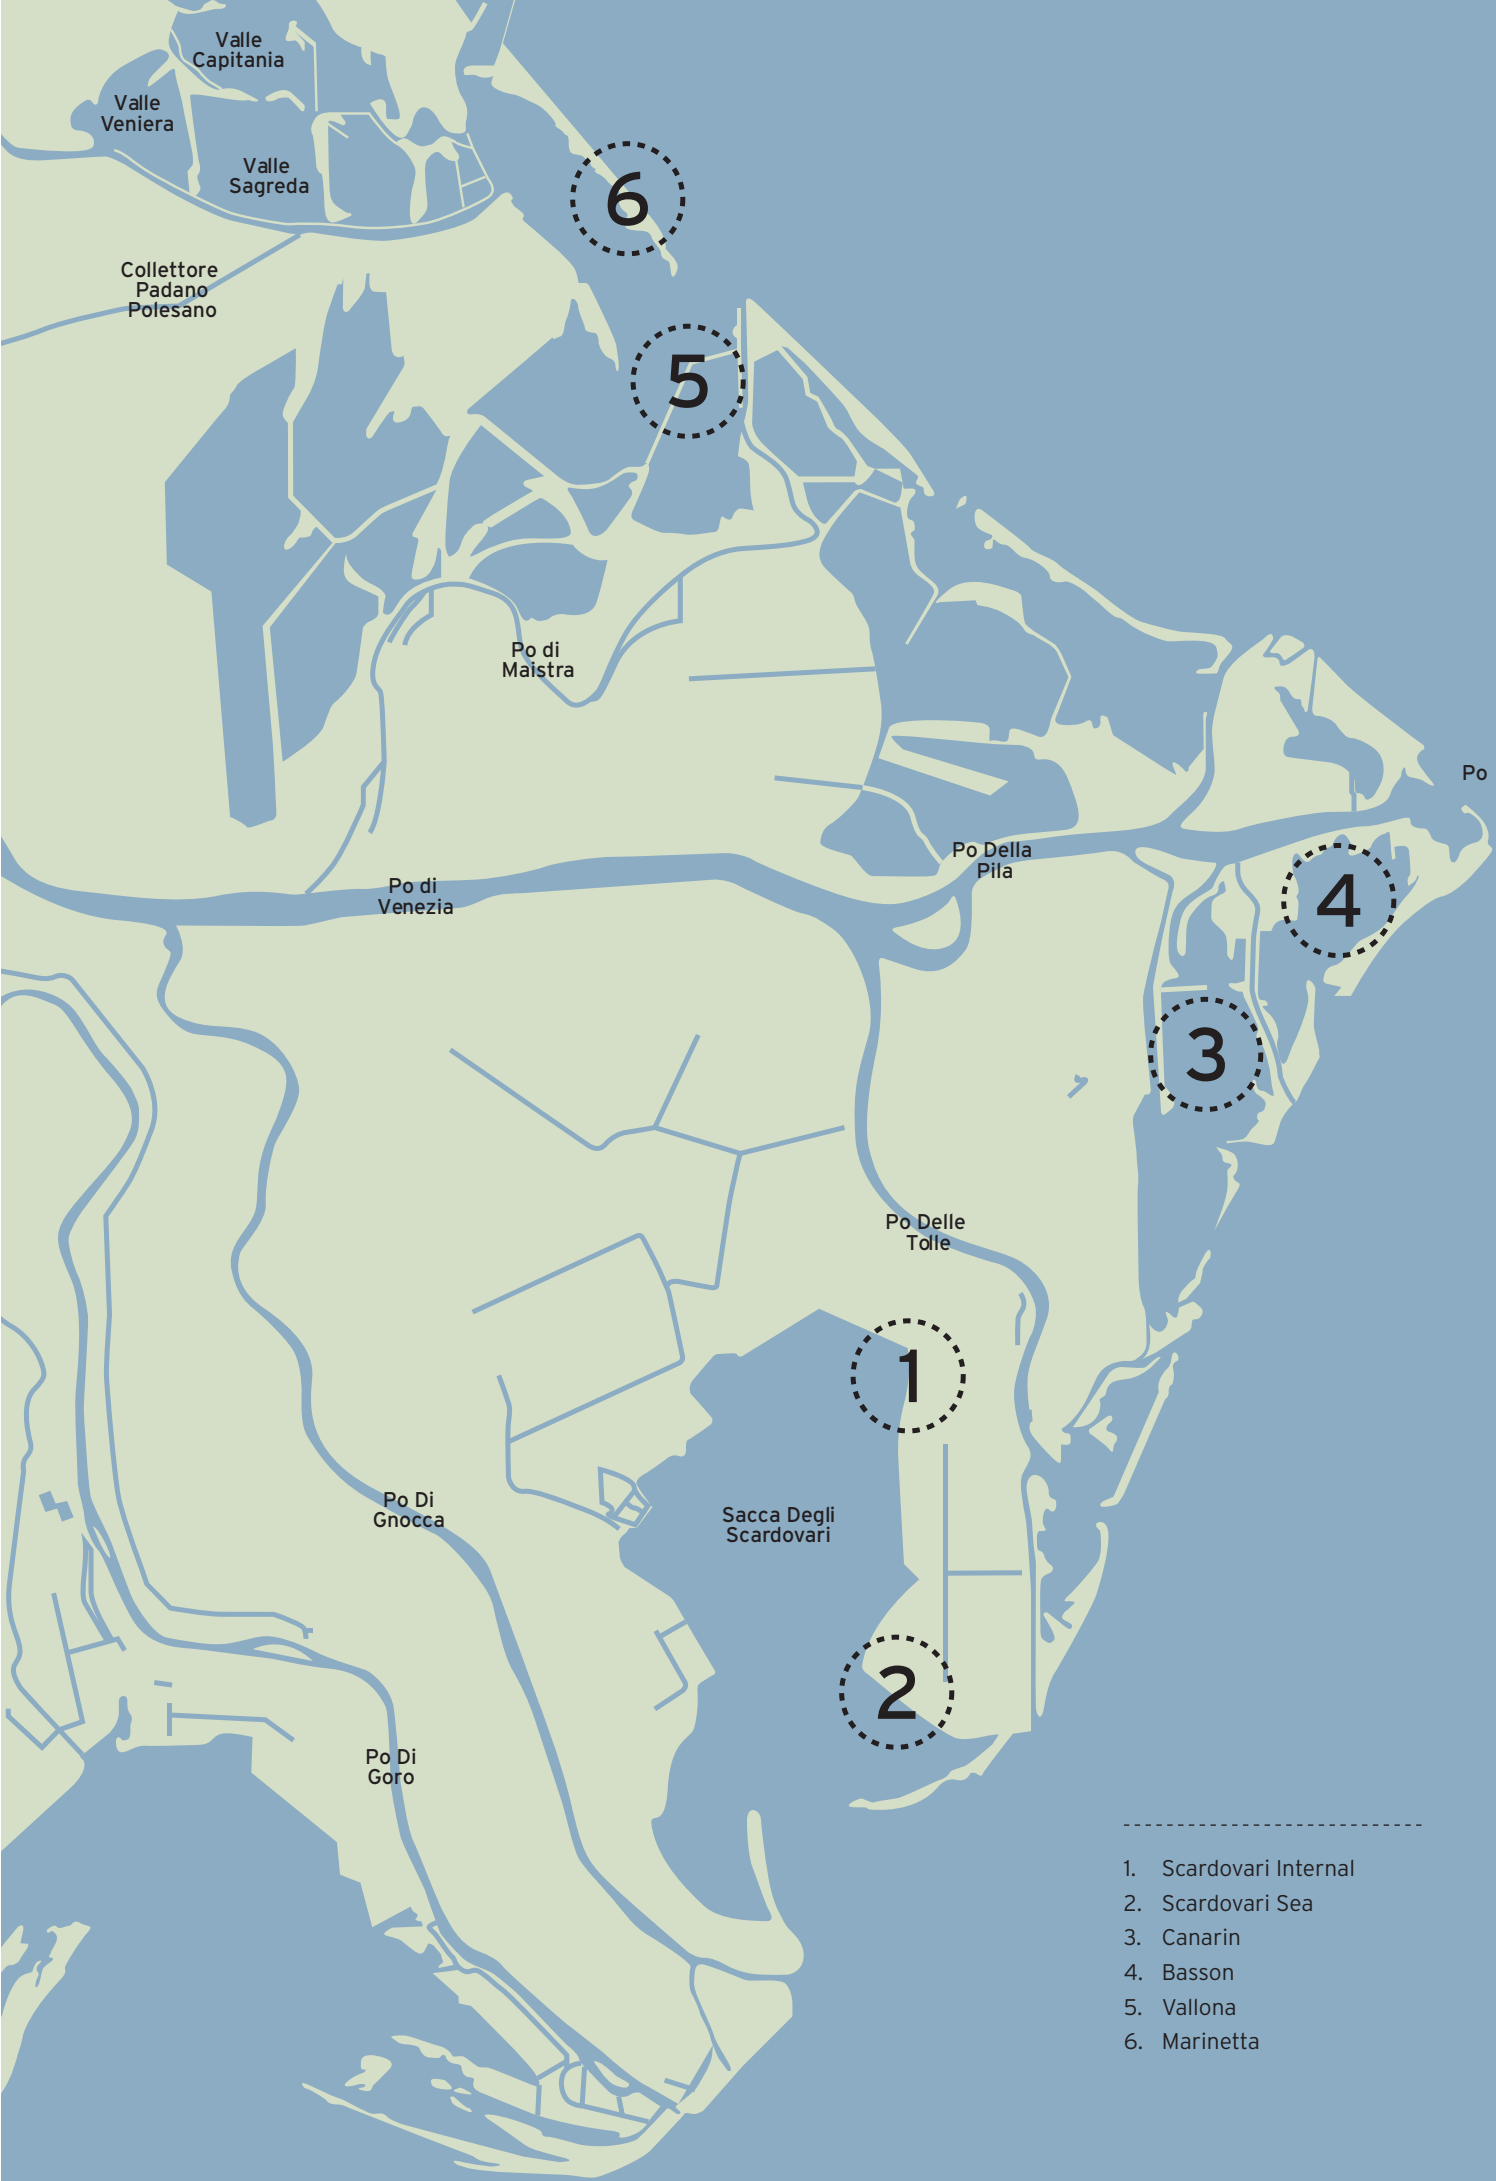 Valle
Capitania
Valle
Veniera
Valle
Sagreda
6
Collettore
Padano
Polesano
5
Po di
Maistra
Po
Po Della
Pila
Po di
Venezia
4
3
Po Delle
Tolle
1
Po Di
Gnocca
Sacca Degli
Scardovari
2
Po Di
Goro
1. Scardovari Internal
2. Scardovari Sea
3. Canarin
4. Basson
5. Vallona
6. Marinetta